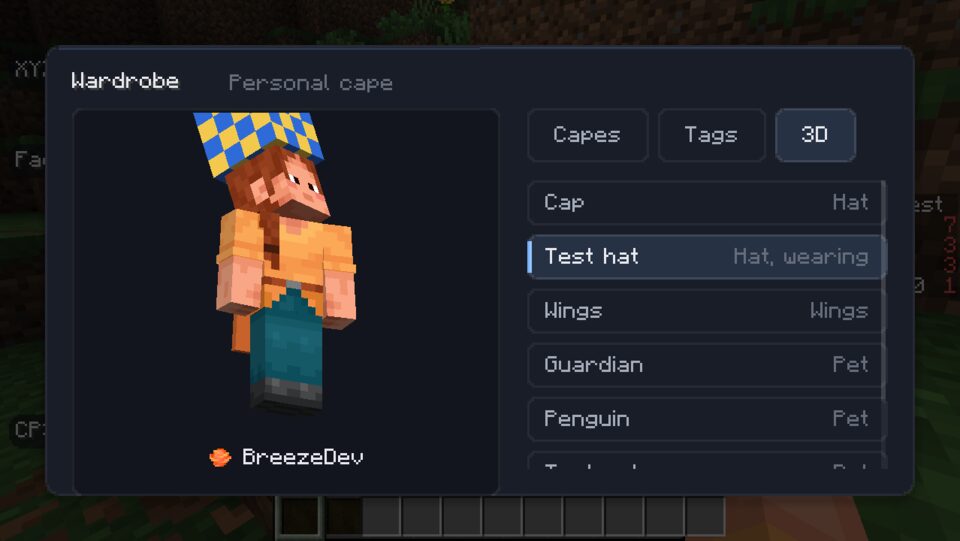 Wardrobe
Personal cape
Capes
Tags
3D
XYZ
Cap
Hat
Test hat
Hat, wearing
Wings
Wings
Guardian
Pet
Penguin
Pet
BreezeDev